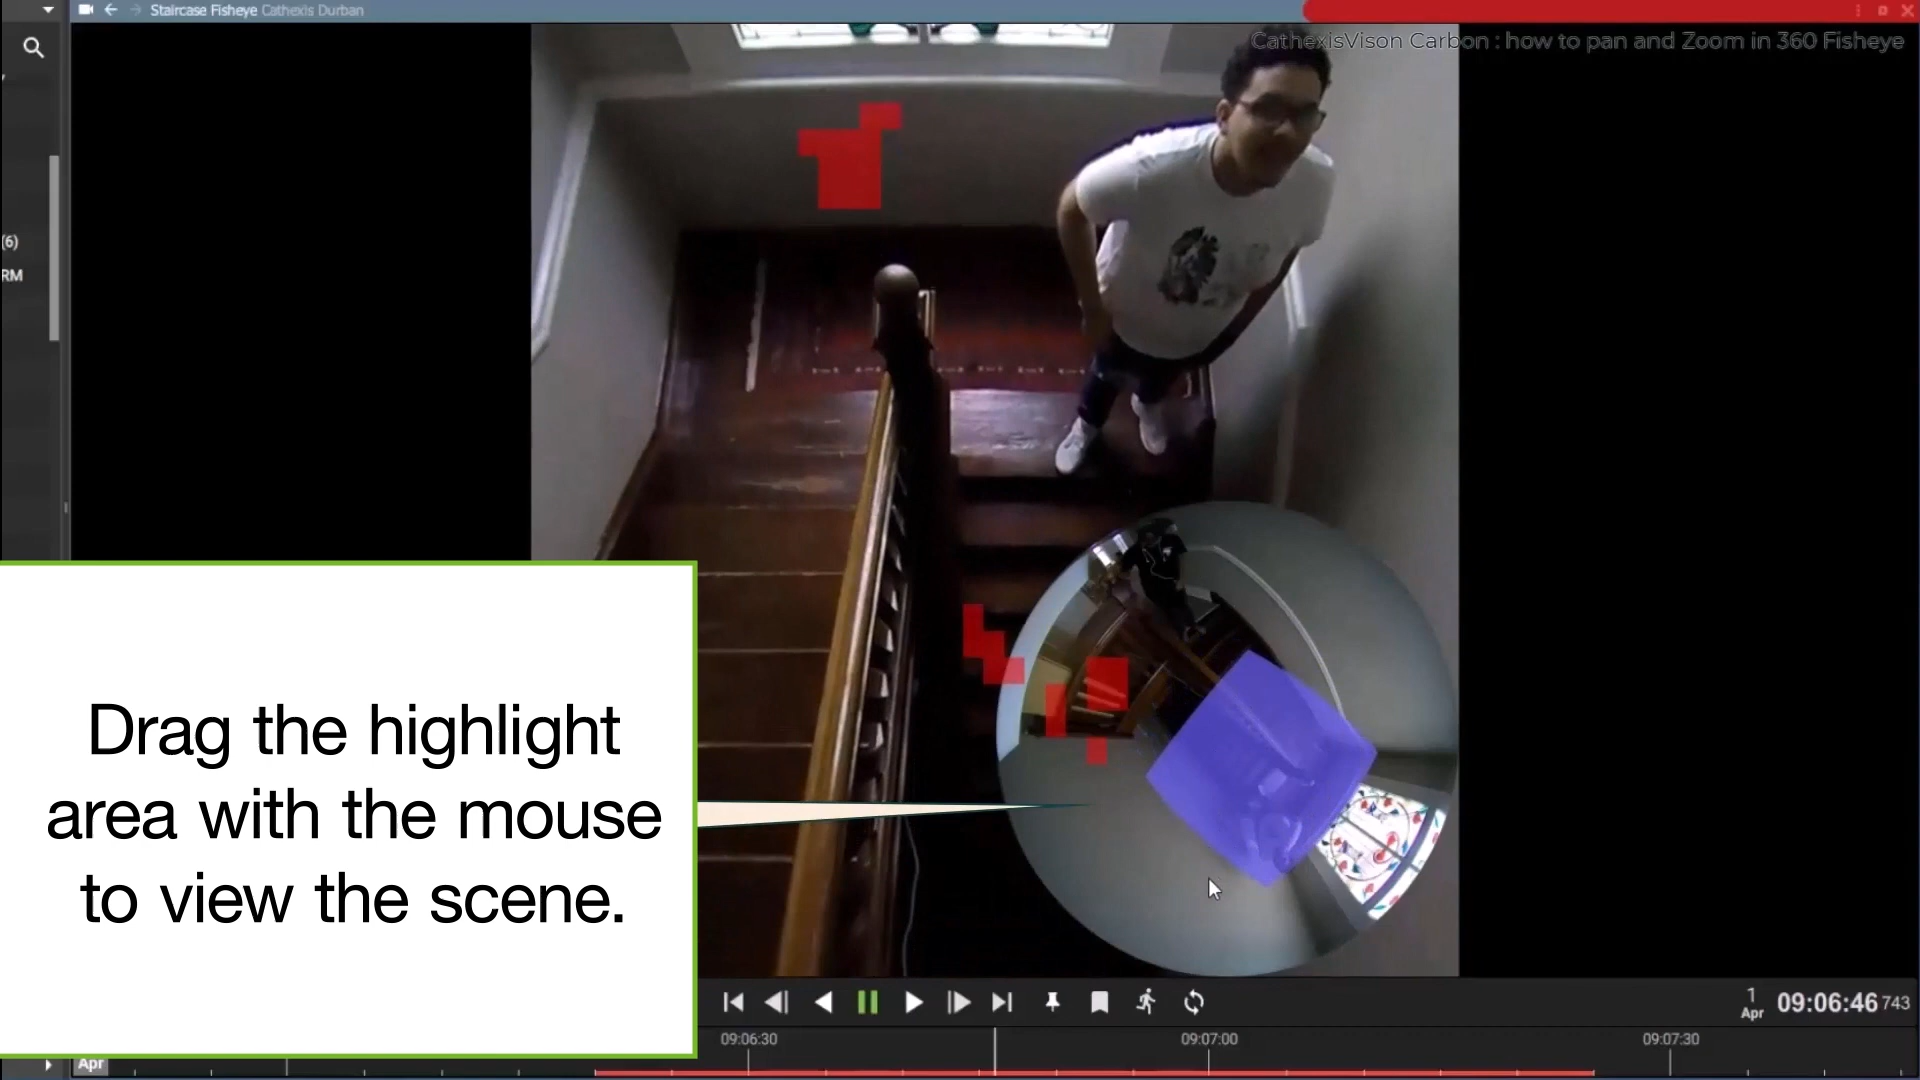 Staircase Fisheye Cathexis Durban
CathexisVison Carbon : how to pan and Zoom in 360 Fisheye
(6)
RM
Drag the highlight
area with the mouse
to view the scene.
1
Apr
09:06:46 743
09:06:30
09:07:00
09:07:30
Apr